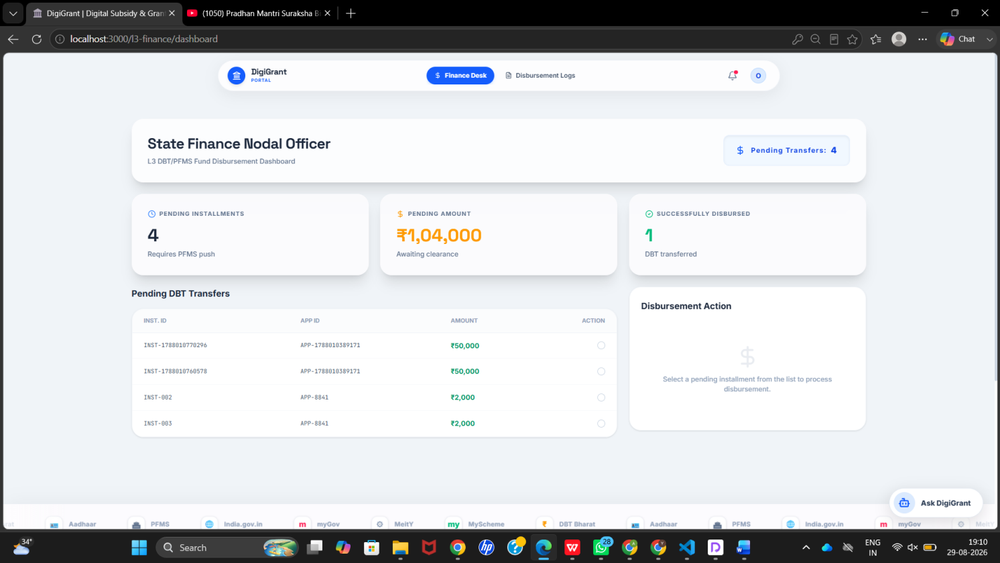 DigiGrant | Digital Subsidy & Grant
(1050) Pradhan Mantri Suraksha B
localhost:3000/l3-finance/dashboard
Chat
DigiGrant
PORTAL
$ Finance Desk
Disbursement Logs
O
State Finance Nodal Officer
L3 DBT/PFMS Fund Disbursement Dashboard
$ Pending Transfers: 4
PENDING INSTALLMENTS
4
Requires PFMS push
$ PENDING AMOUNT
₹1,04,000
Awaiting clearance
SUCCESSFULLY DISBURSED
1
DBT transferred
Pending DBT Transfers
INST. ID APP ID AMOUNT ACTION
INST-1788010770296 APP-1788010389171 ₹50,000
INST-1788010760578 APP-1788010389171 ₹50,000
INST-002 APP-8841 ₹2,000
INST-003 APP-8841 ₹2,000
Disbursement Action
$
Select a pending installment from the list to process
disbursement.
Ask DigiGrant
Aadhaar PFMS India.gov.in m myGov MeitY my MyScheme ₹ DBT Bharat Aadhaar PFMS India.gov.in m myGov MeitY
34°
Search
28
ENG
IN
19:10
29-08-2026